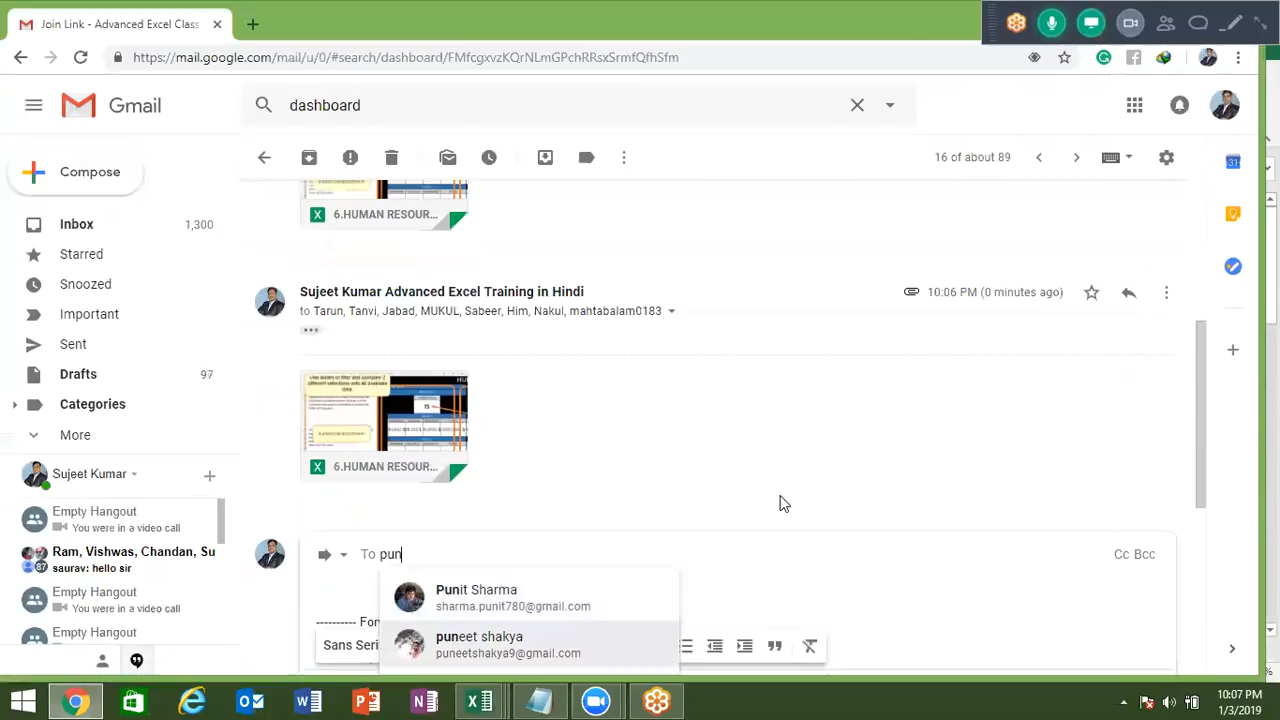 Join Link - Advanced Excel Class
https://mail.google.com/mail/u/0/#search/dashboard/FMfcgxvzKQrNnmGPchRRsxSrmfQfhSfm
Gmail
dashboard
Compose
16 of about 89
Inbox 1,300
Starred
Snoozed
Important
Sent
Drafts 97
Categories
More
Sujeet Kumar
Empty Hangout
You were in a video call
Ram, Vishwas, Chandan, Su
saurav: hello sir
87
Empty Hangout
You were in a video call
Empty Hangout
6.HUMAN RESOUR...
Sujeet Kumar Advanced Excel Training in Hindi
10:06 PM (0 minutes ago)
to Tarun, Tanvi, Jabad, MUKUL, Sabeer, Him, Nakul, mahtabalam0183
15
6.HUMAN RESOUR...
To pun
Cc Bcc
Punit Sharma
sharma.punit780@gmail.com
puneet shakya
puneetshakya9@gmail.com
---------- For
Sans Seri
31
10:07 PM
1/3/2019